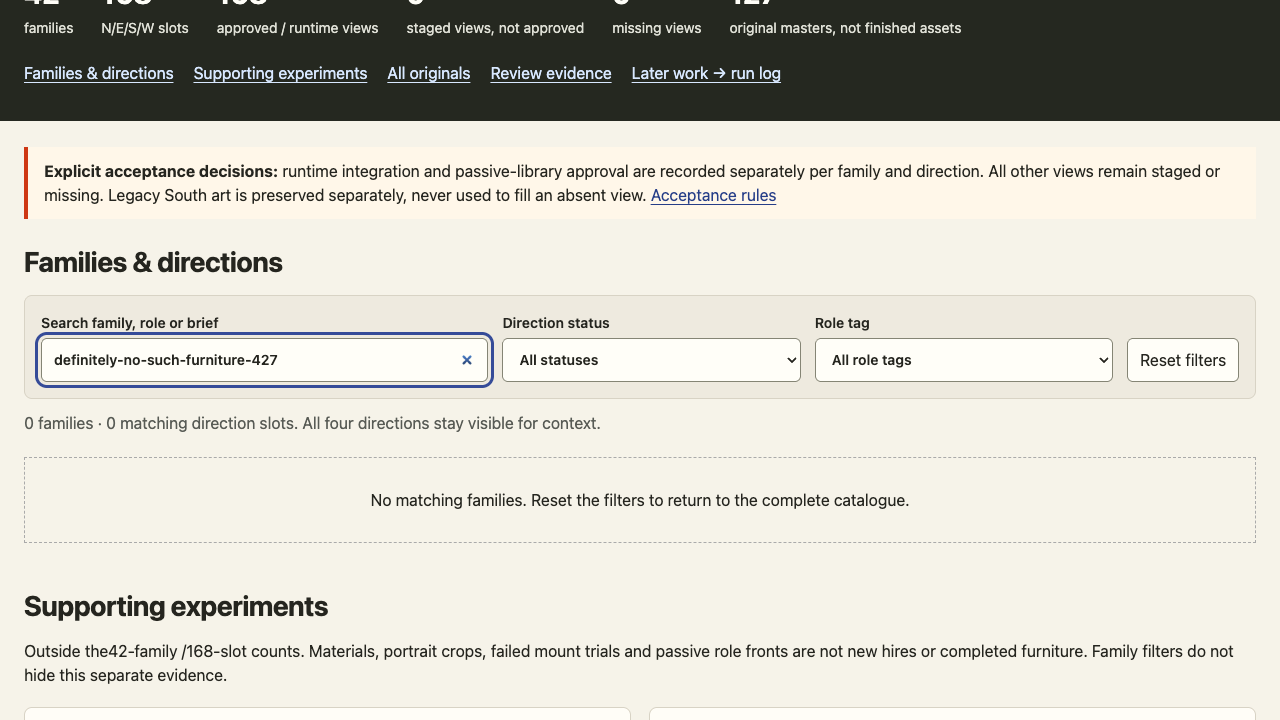 families N/E/S/W slots approved / runtime views staged views, not approved missing views original masters, not finished assets
Families & directions Supporting experiments All originals Review evidence Later work → run log
Explicit acceptance decisions: runtime integration and passive-library approval are recorded separately per family and direction. All other views remain staged or
missing. Legacy South art is preserved separately, never used to fill an absent view. Acceptance rules
Families & directions
Search family, role or brief Direction status Role tag
definitely-no-such-furniture-427 × All statuses All role tags Reset filters
0 families · 0 matching direction slots. All four directions stay visible for context.
No matching families. Reset the filters to return to the complete catalogue.
Supporting experiments
Outside the42-family /168-slot counts. Materials, portrait crops, failed mount trials and passive role fronts are not new hires or completed furniture. Family filters do not
hide this separate evidence.